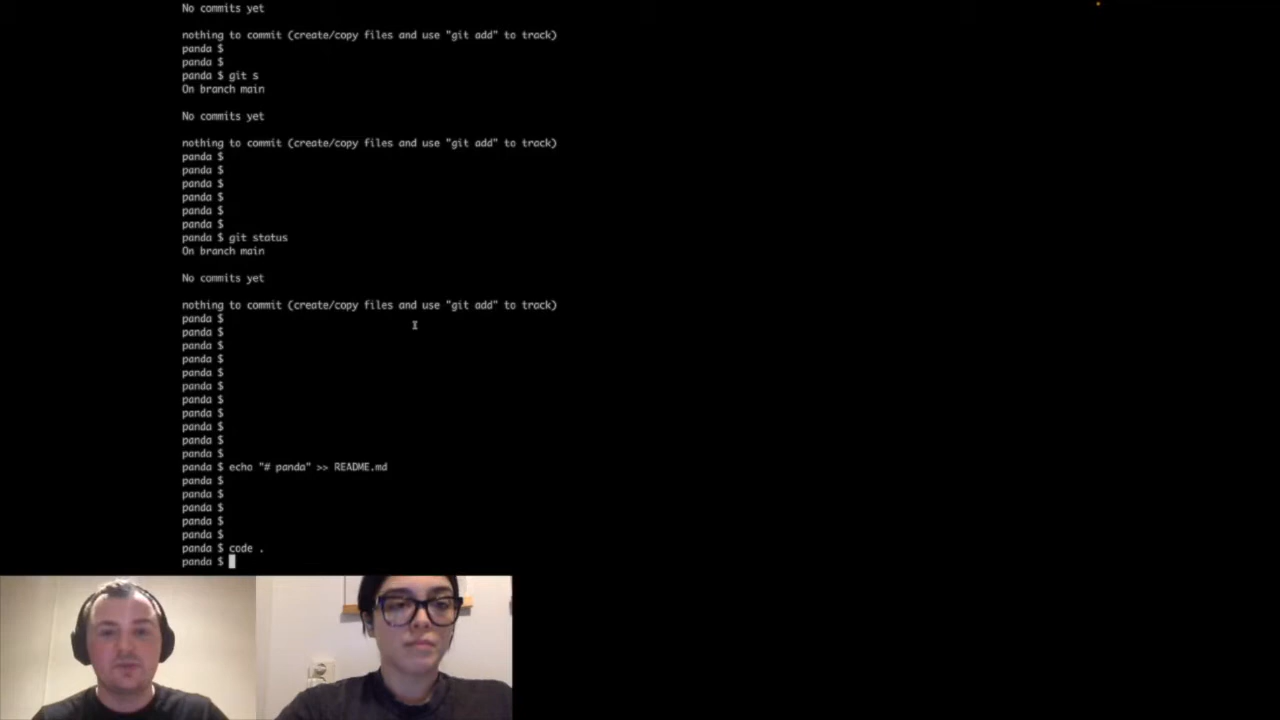 No commits yet
nothing to commit (create/copy files and use "git add" to track)
panda $
panda $
panda $ git s
On branch main
No commits yet
nothing to commit (create/copy files and use "git add" to track)
panda $
panda $
panda $
panda $
panda $
panda $
panda $ git status
On branch main
No commits yet
nothing to commit (create/copy files and use "git add" to track)
panda $
panda $
panda $
panda $
panda $
panda $
panda $
panda $
panda $
panda $
panda $
panda $ echo "# panda" >> README.md
panda $
panda $
panda $
panda $
panda $
panda $ code .
panda $